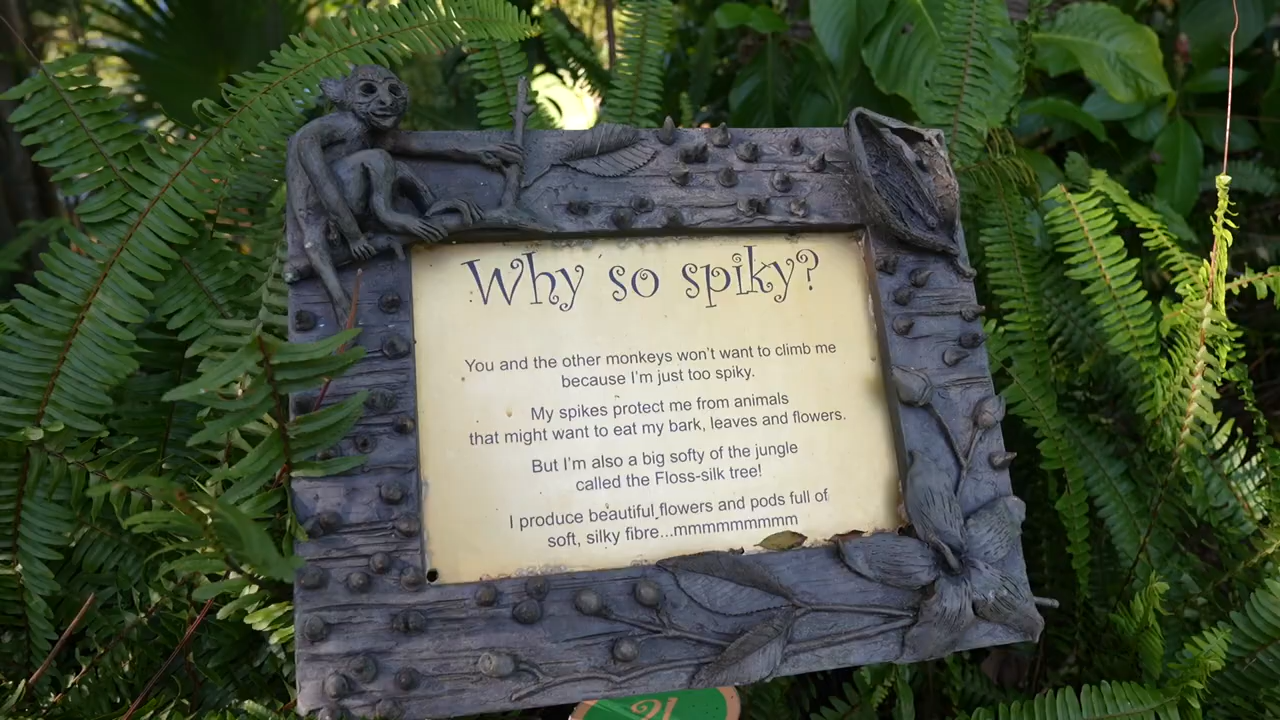 Why so spiky?
You and the other monkeys won't want to climb me
because I'm just too spiky.
My spikes protect me from animals
that might want to eat my bark, leaves and flowers.
But I'm also a big softy of the jungle
called the Floss-silk tree!
I produce beautiful flowers and pods full of
soft, silky fibre...mmmmmmmmm
21